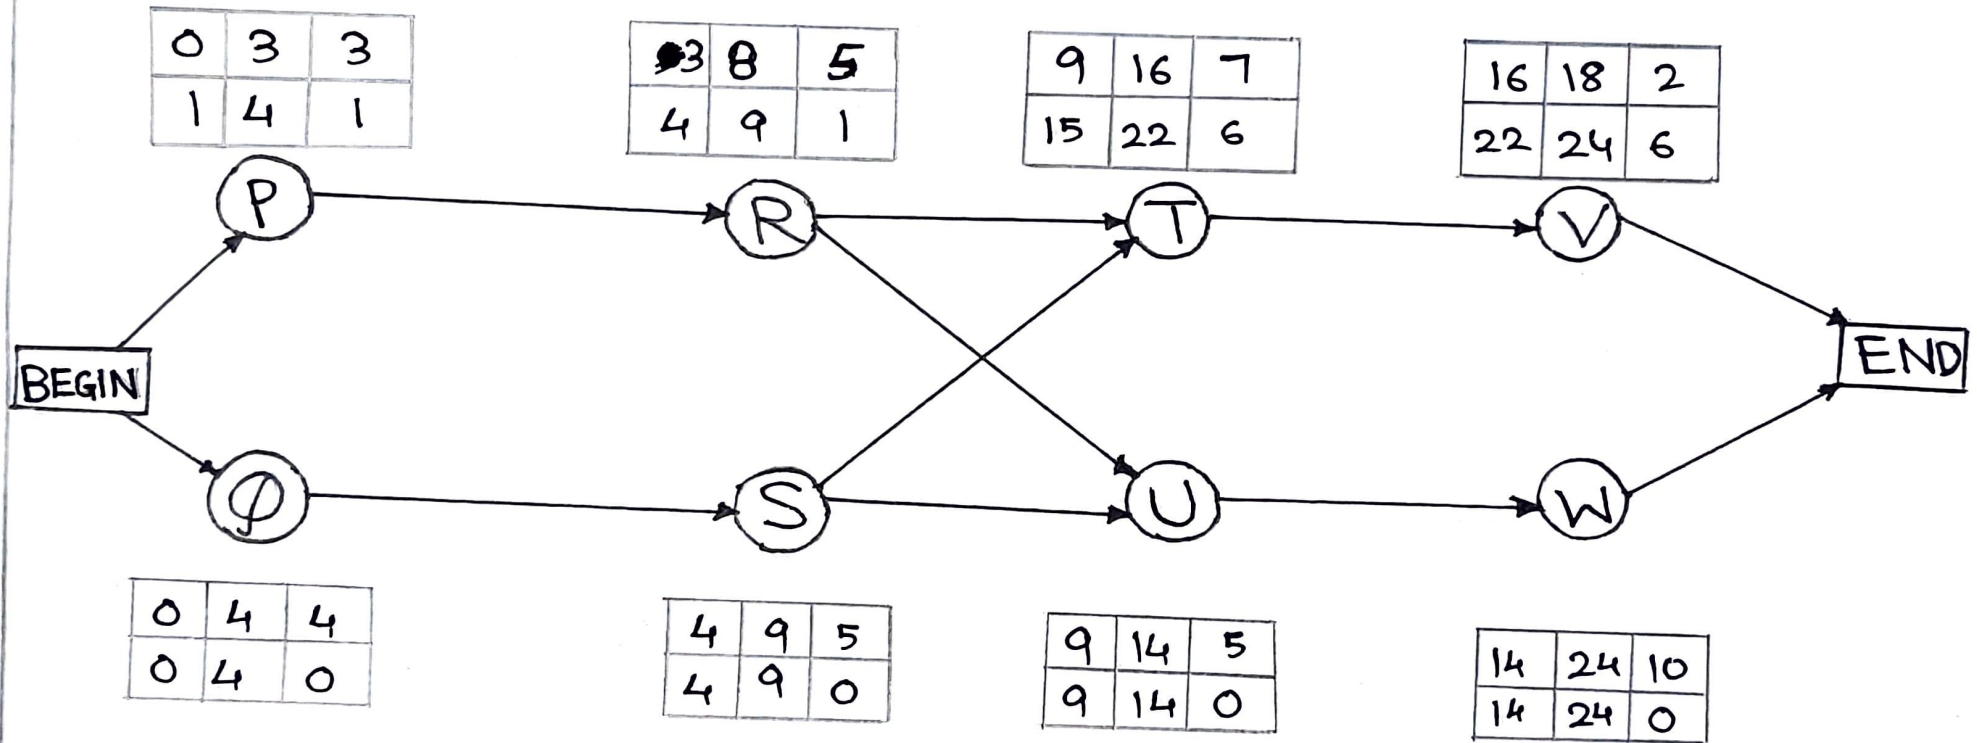 0 3 3
1 4 1
3 8 5
4 9 1
9 16 7
15 22 6
16 18 2
22 24 6
P
R
T
V
BEGIN
END
Q
S
U
W
0 4 4
0 4 0
4 9 5
4 9 0
9 14 5
9 14 0
14 24 10
14 24 0